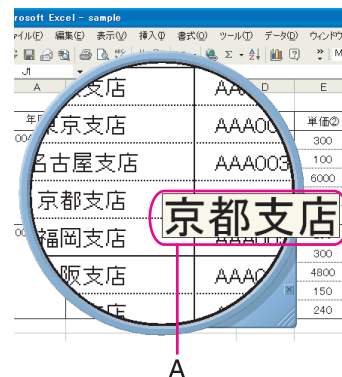 rosoft Excel - sample
ァイル(F) 編集(E) 表示(V) 挿入(I) 書式(O) ツール(T) データ(D) ウィンドウ
J1
A D E
単価②
支店 AA
京支店 AAA00
300
名古屋支店 AAA003
100
6000
京都支店
京都支店
福岡支店
300
阪支店 AAA0
4800
150
240
A